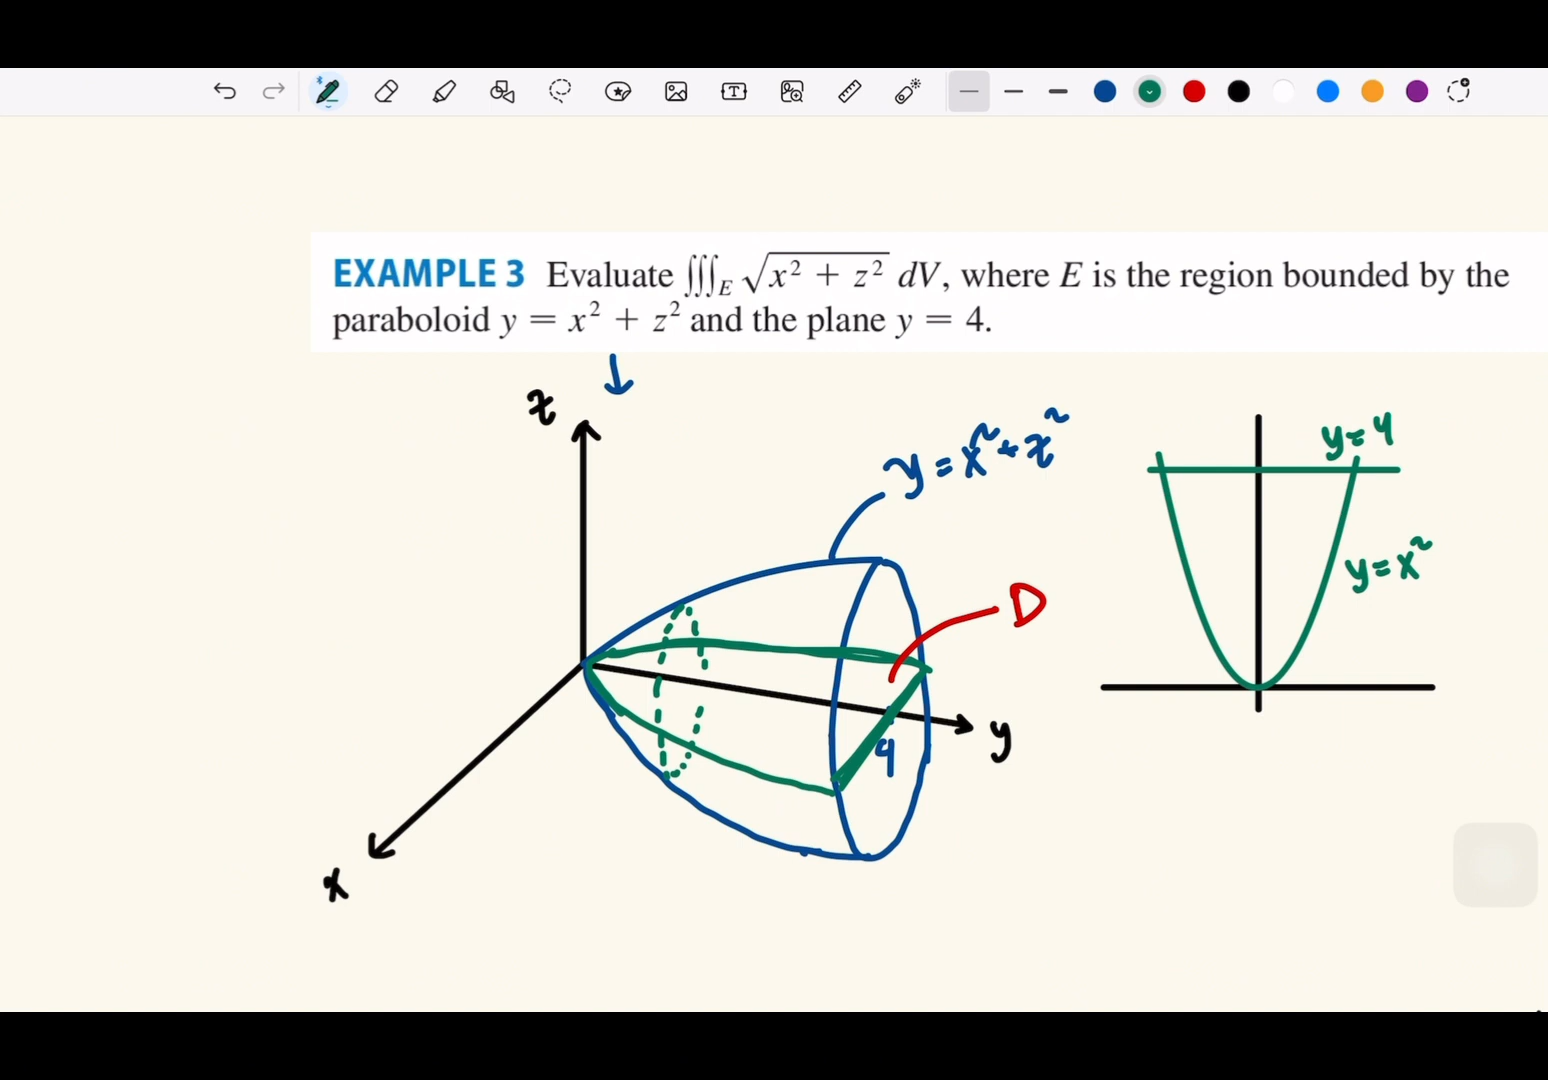 EXAMPLE 3 Evaluate ∭_E √(x² + z²) dV, where E is the region bounded by the
paraboloid y = x² + z² and the plane y = 4.
z
y = x² + z²
y = 4
y = x²
D
y
4
x